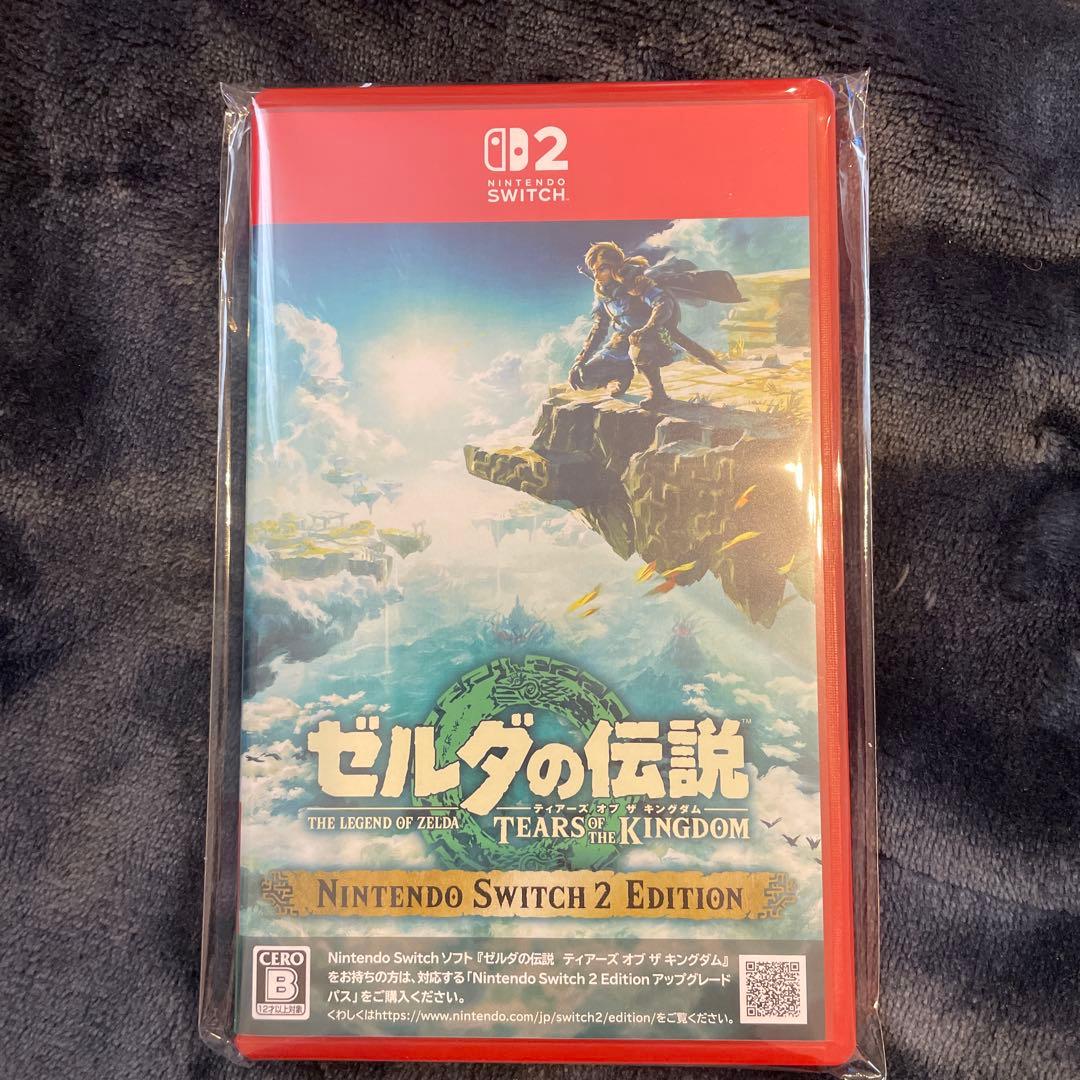 2
NINTENDO
SWITCH™
ゼルダの伝説™
ティアーズ オブ ザ キングダム
THE LEGEND OF ZELDA
TEARS OF THE KINGDOM
NINTENDO SWITCH 2 EDITION
CERO
B
12才以上対象
Nintendo Switch ソフト『ゼルダの伝説 ティアーズ オブ ザ キングダム』
をお持ちの方は、対応する「Nintendo Switch 2 Edition アップグレード
パス」をご購入ください。
くわしくはhttps://www.nintendo.com/jp/switch2/edition/をご覧ください。